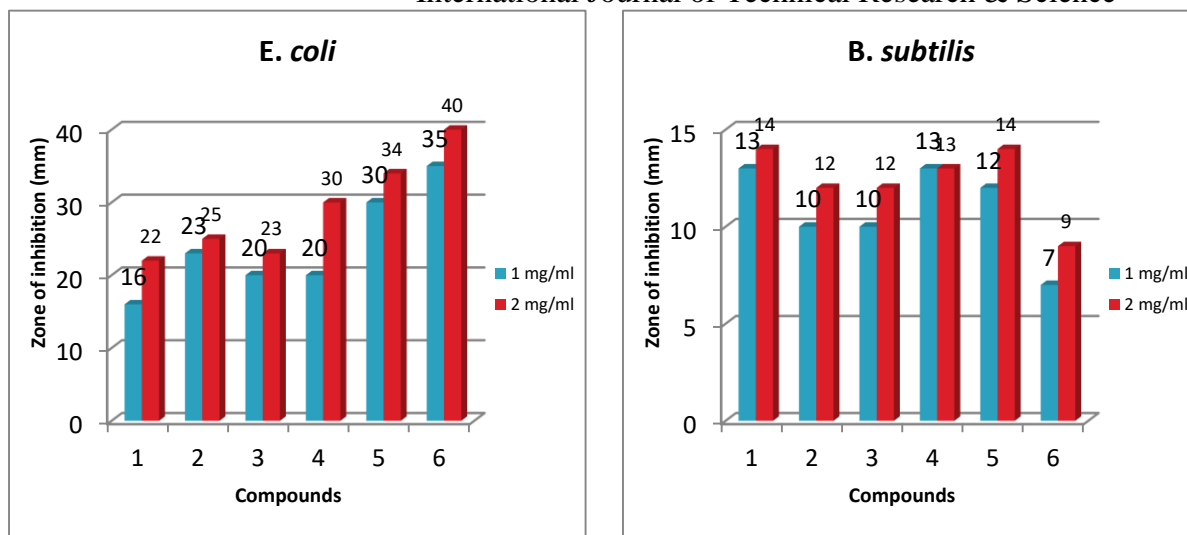 International Journal of Technical Research & Science
E. coli
Zone of inhibition (mm)
40
30
20
10
0
16
22
23
25
20
23
20
30
30
34
35
40
1 2 3 4 5 6
Compounds
1 mg/ml
2 mg/ml
B. subtilis
Zone of inhibition (mm)
15
10
5
0
13
14
10
12
10
12
13
13
12
14
7
9
1 2 3 4 5 6
Compounds
1 mg/ml
2 mg/ml